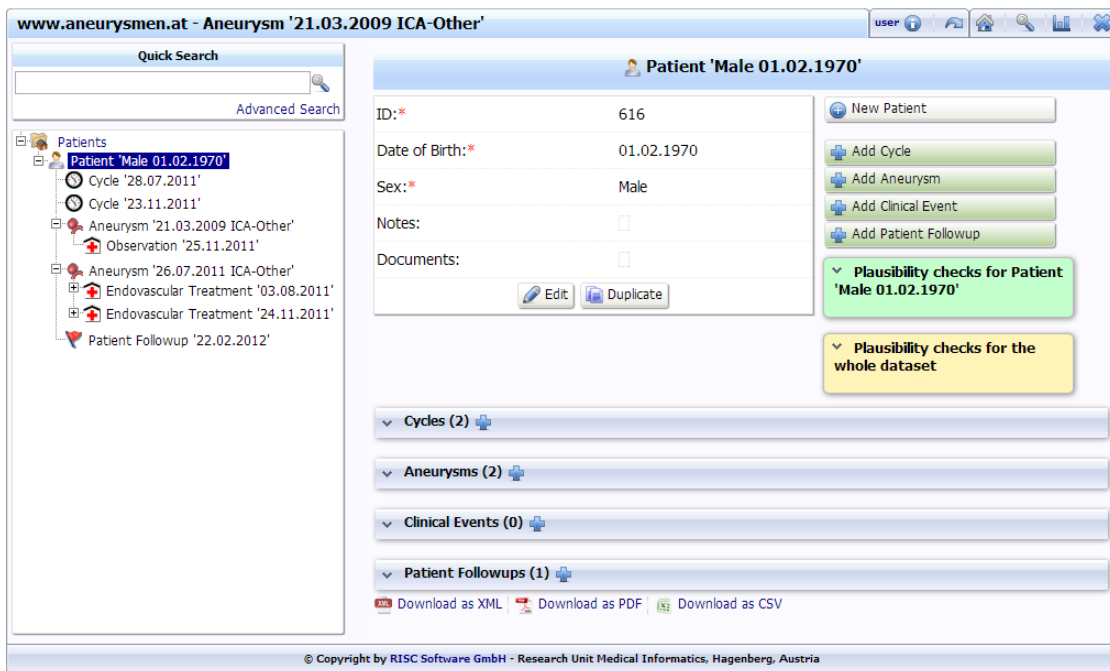 www.aneurysmen.at - Aneurysm '21.03.2009 ICA-Other'
user
Quick Search
Advanced Search
Patients
Patient 'Male 01.02.1970'
Cycle '28.07.2011'
Cycle '23.11.2011'
Aneurysm '21.03.2009 ICA-Other'
Observation '25.11.2011'
Aneurysm '26.07.2011 ICA-Other'
Endovascular Treatment '03.08.2011'
Endovascular Treatment '24.11.2011'
Patient Followup '22.02.2012'
Patient 'Male 01.02.1970'
ID:* 616
Date of Birth:* 01.02.1970
Sex:* Male
Notes:
Documents:
Edit Duplicate
New Patient
Add Cycle
Add Aneurysm
Add Clinical Event
Add Patient Followup
Plausibility checks for Patient
'Male 01.02.1970'
Plausibility checks for the
whole dataset
Cycles (2)
Aneurysms (2)
Clinical Events (0)
Patient Followups (1)
XML Download as XML Download as PDF Download as CSV
© Copyright by RISC Software GmbH - Research Unit Medical Informatics, Hagenberg, Austria